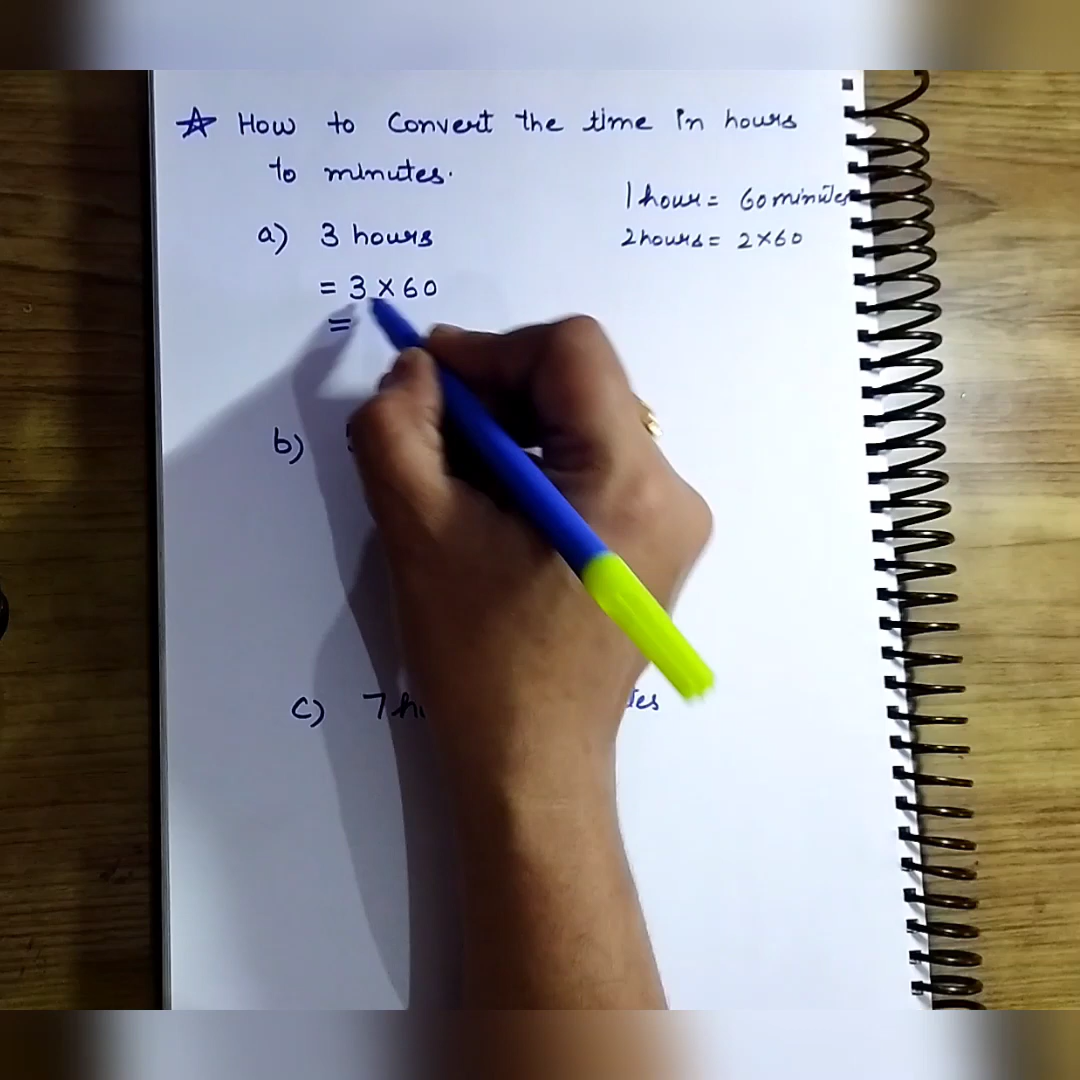 ☆ How to convert the time in hours
to minutes.
1 hour = 60 minutes
2 hours = 2×60
a) 3 hours
= 3 × 60
=
b)
c) 7